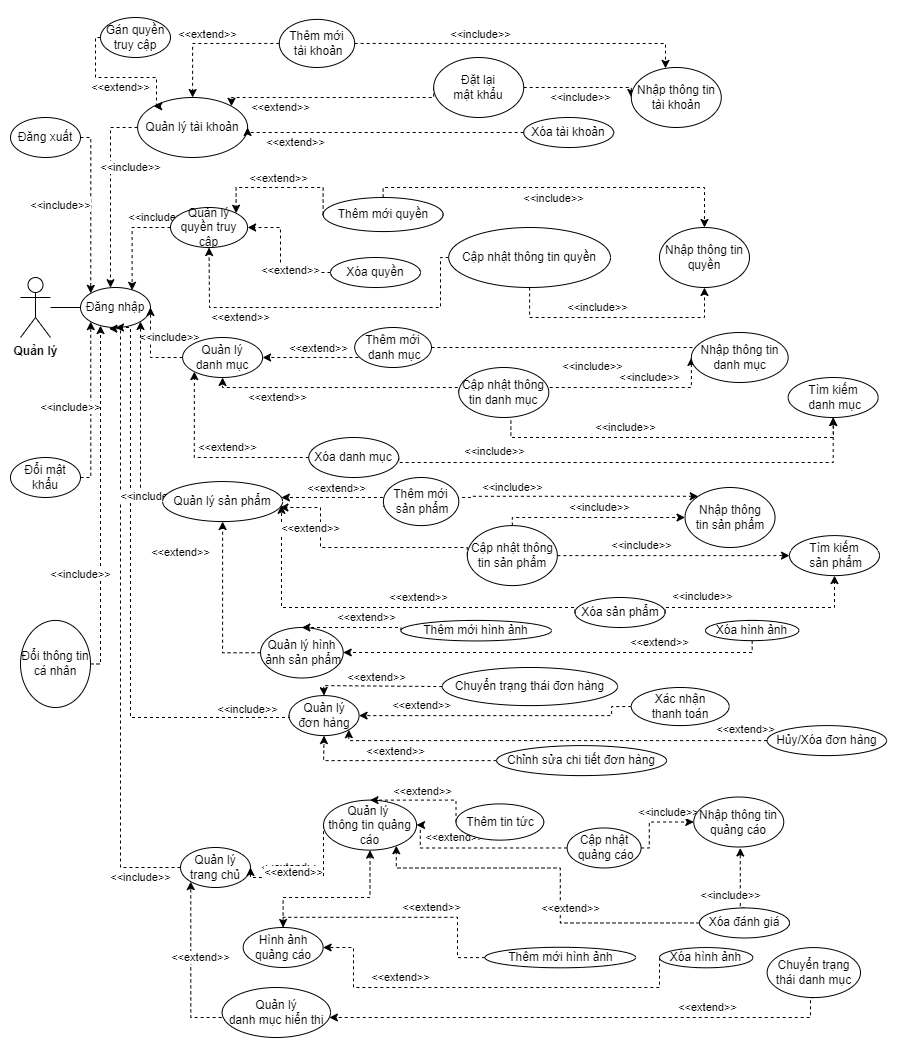 Gán quyền
truy cập
<<extend>>
Thêm mới
tài khoản
<<include>>
<<extend>>
Đặt lại
mật khẩu
Nhập thông tin
tài khoản
<<extend>>
<<include>>
Quản lý tài khoản
Xóa tài khoản
<<extend>>
Đăng xuất
<<include>>
<<extend>>
<<include>>
<<include>>
Quản lý
quyền truy
cập
Thêm mới quyền
<<include>>
<<include>>
Cập nhật thông tin quyền
Nhập thông tin
quyền
<<extend>>
Xóa quyền
<<include>>
<<extend>>
Đăng nhập
Quản lý
<<include>>
Quản lý
danh mục
<<extend>>
Thêm mới
danh mục
Nhập thông tin
danh mục
<<include>>
<<include>>
<<extend>>
Cập nhật thông
tin danh mục
Tìm kiếm
danh mục
<<include>>
<<include>>
<<extend>>
Xóa danh mục
<<include>>
Đổi mật
khẩu
<<include
Quản lý sản phẩm
<<extend>>
Thêm mới
sản phẩm
<<include>>
<<include>>
Nhập thông
tin sản phẩm
<<extend>>
<<extend>>
Cập nhật thông
tin sản phẩm
<<include>>
Tìm kiếm
sản phẩm
<<include>>
<<extend>>
<<include>>
Xóa sản phẩm
<<extend>>
Thêm mới hình ảnh
Xóa hình ảnh
<<extend>>
Quản lý hình
ảnh sản phẩm
Đổi thông tin
cá nhân
<<extend>>
Chuyển trạng thái đơn hàng
<<include>>
Quản lý
đơn hàng
<<extend>>
Xác nhận
thanh toán
<<extend>>
Hủy/Xóa đơn hàng
<<extend>>
Chỉnh sửa chi tiết đơn hàng
<<extend>>
Quản lý
thông tin quảng
cáo
Thêm tin tức
<<include>>
Nhập thông tin
quảng cáo
<<extend>>
Cập nhật
quảng cáo
Quản lý
trang chủ
<<extend>>
<<include>>
<<include>>
<<extend>>
<<extend>>
Xóa đánh giá
Hình ảnh
quảng cáo
<<extend>>
Thêm mới hình ảnh
Xóa hình ảnh
<<extend>>
Chuyển trạng
thái danh mục
Quản lý
danh mục hiển thị
<<extend>>